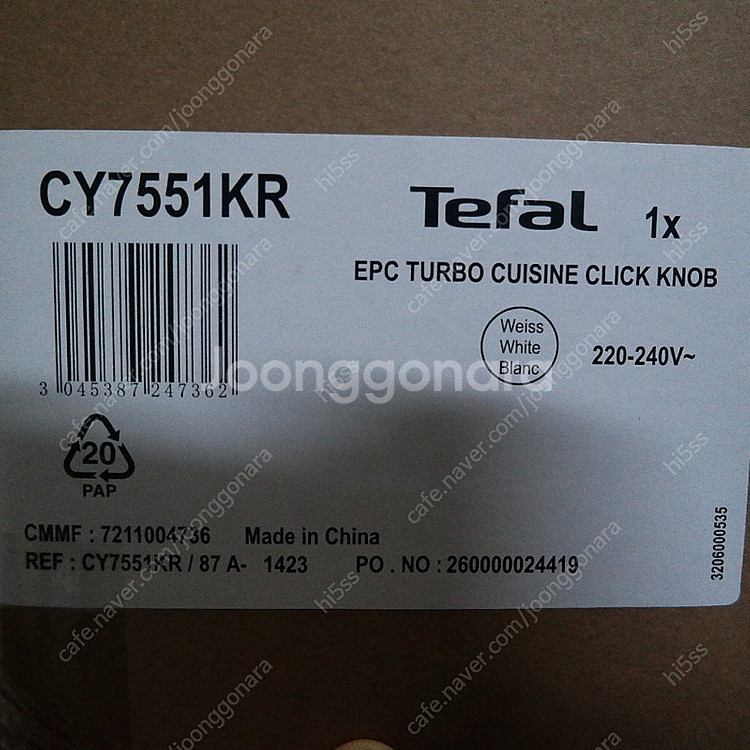 CY7551KR
Tefal 1x
EPC TURBO CUISINE CLICK KNOB
Weiss
White
Blanc
220-240V~
3 045387 247362
20
PAP
CMMF : 7211004736 Made in China
REF : CY7551KR / 87 A- 1423 PO . NO : 260000024419
3206000535
Joonggonara
cafe.naver.com/joonggonara
hi5ss